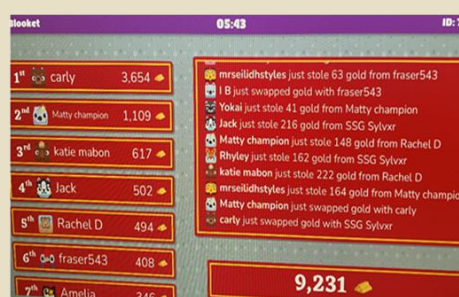 Blooket
05:43
ID:
1st carly 3,654
2nd Matty champion 1,109
3rd katie mabon 617
4th Jack 502
5th Rachel D 494
6th fraser543 408
7th Amelia
mrseilidhstyles just stole 63 gold from fraser543
I B just swapped gold with fraser543
Yokai just stole 41 gold from Matty champion
Jack just stole 216 gold from SSG Sylvxr
Matty champion just stole 148 gold from Rachel D
Rhyley just stole 162 gold from SSG Sylvxr
katie mabon just stole 222 gold from Rachel D
mrseilidhstyles just stole 164 gold from Matty champio
Matty champion just swapped gold with carly
carly just swapped gold with SSG Sylvxr
9,231